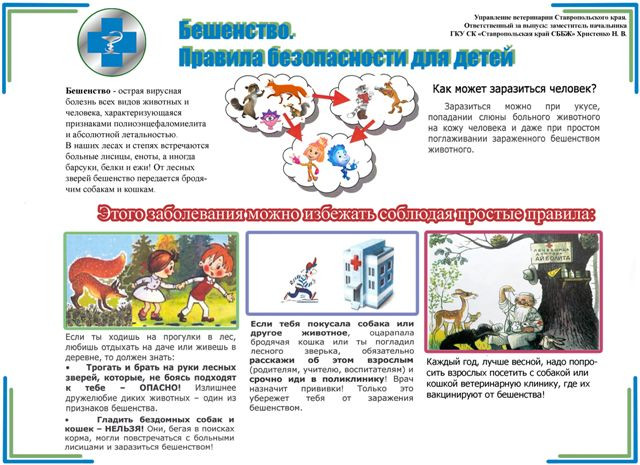 Управление ветеринарии Ставропольского края.
Ответственный за выпуск: заместитель начальника
ГКУ СК «Ставропольская край СББЖ» Христенко Н. В.
Бешенство.
Правила безопасности для детей
Бешенство - острая вирусная
болезнь всех видов животных и
человека, характеризующаяся
признаками полиоэнцефаломиелита
и абсолютной летальностью.
В наших лесах и степях встречаются
больные лисицы, еноты, а иногда
барсуки, белки и ежи! От лесных
зверей бешенство передается бродя-
чим собакам и кошкам.
Как может заразиться человек?
Заразиться можно при укусе,
попадании слюны больного животного
на кожу человека и даже при простом
поглаживании зараженного бешенством
животного.
Этого заболевания можно избежать соблюдая простые правила:
Если ты ходишь на прогулки в лес,
любишь отдыхать на даче или живешь в
деревне, то должен знать:
• Трогать и брать на руки лесных
зверей, которые, не боясь подходят
к тебе – ОПАСНО! Излишнее
дружелюбие диких животных – один из
признаков бешенства.
• Гладить бездомных собак и
кошек – НЕЛЬЗЯ! Они, бегая в поисках
корма, могли повстречаться с больными
лисицами и заразиться бешенством!
Если тебя покусала собака или
другое животное, оцарапала
бродячая кошка или ты погладил
лесного зверька, обязательно
расскажи об этом взрослым
(родителям, учителю, воспитателям) и
срочно иди в поликлинику! Врач
назначит прививки! Только это
убережет тебя от заражения
бешенством.
ЛЕЧЕБНИЦА
ДОКТОРА
АЙБОЛИТА
Каждый год, лучше весной, надо попро-
сить взрослых посетить с собакой или
кошкой ветеринарную клинику, где их
вакцинируют от бешенства!